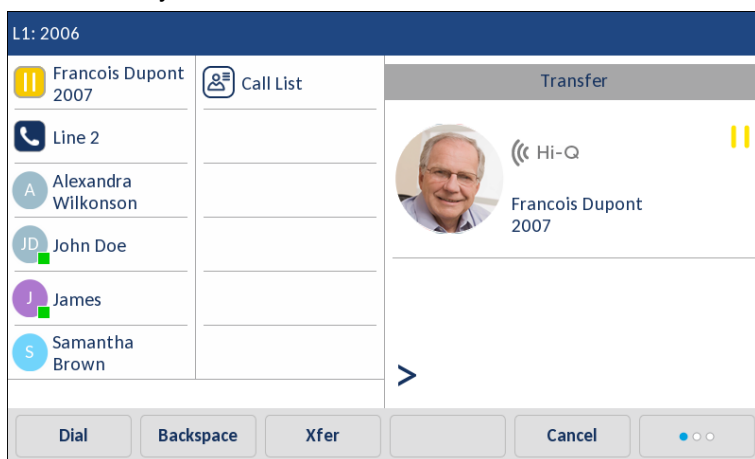 L1: 2006
Francois Dupont
2007
Call List
Transfer
Line 2
Hi-Q
A
Alexandra
Wilkonson
Francois Dupont
2007
JD
John Doe
J
James
S
Samantha
Brown
>
Dial
Backspace
Xfer
Cancel